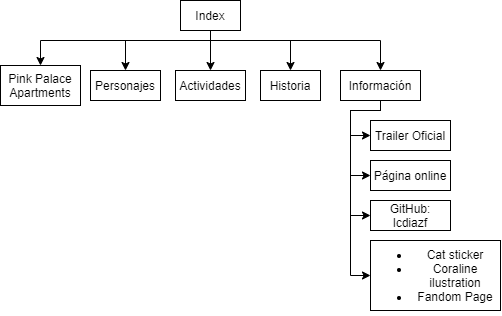 Index
Pink Palace
Apartments
Personajes
Actividades
Historia
Información
Trailer Oficial
Página online
GitHub:
lcdiazf
• Cat sticker
• Coraline
ilustration
• Fandom Page